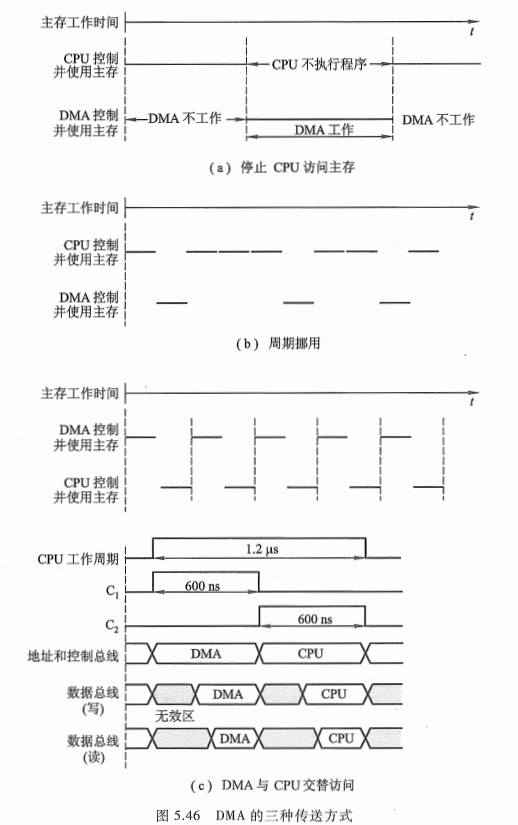 主存工作时间
t
CPU 控制
并使用主存
CPU 不执行程序
DMA 控制
并使用主存
DMA 不工作
DMA 工作
DMA 不工作
(a) 停止 CPU 访问主存
主存工作时间
t
CPU 控制
并使用主存
DMA 控制
并使用主存
(b) 周期挪用
主存工作时间
t
DMA 控制
并使用主存
CPU 控制
并使用主存
CPU 工作周期
1.2 μs
C₁
600 ns
C₂
600 ns
地址和控制总线
DMA
CPU
数据总线
(写)
DMA
CPU
无效区
数据总线
(读)
DMA
CPU
(c) DMA 与 CPU 交替访问
图 5.46 DMA 的三种传送方式